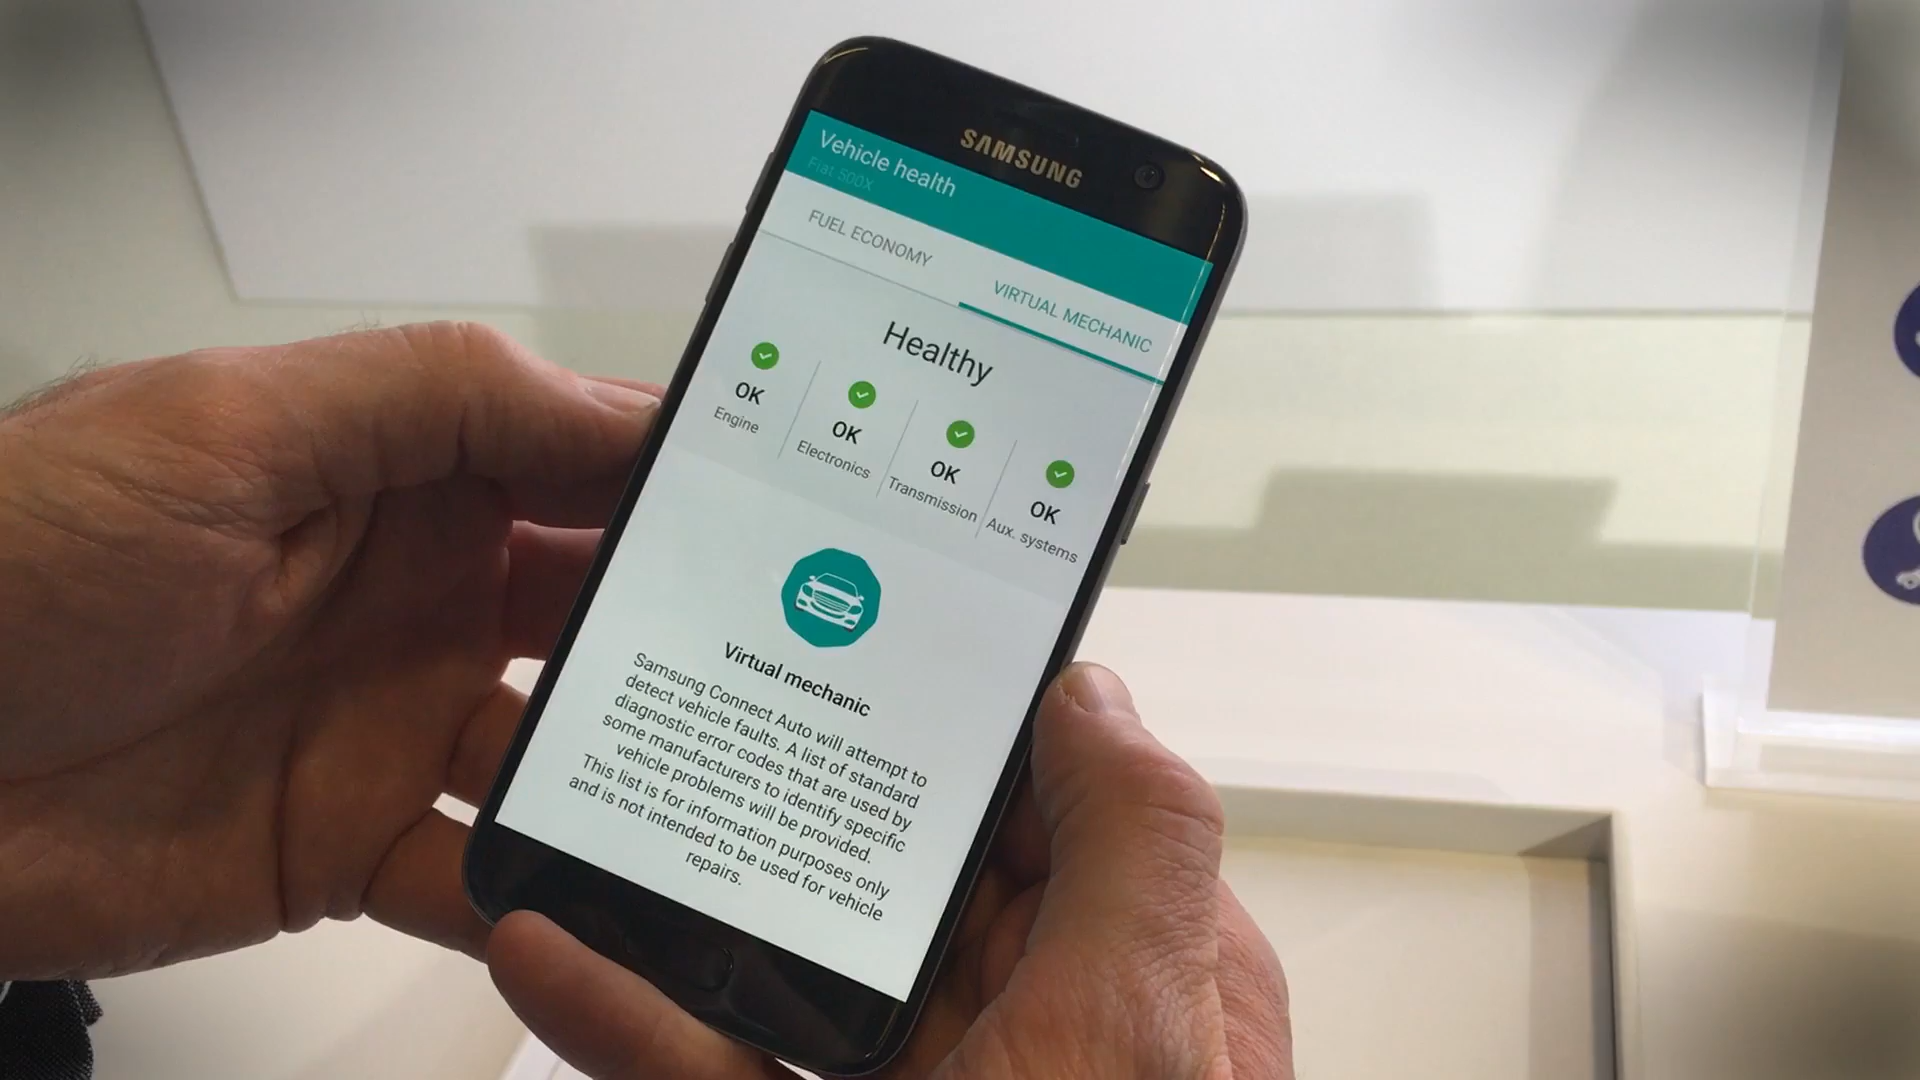 SAMSUNG
Vehicle health
Fiat 500X
FUEL ECONOMY
VIRTUAL MECHANIC
Healthy
OK
Engine
OK
Electronics
OK
Transmission
OK
Aux. systems
Virtual mechanic
Samsung Connect Auto will attempt to
detect vehicle faults. A list of standard
diagnostic error codes that are used by
some manufacturers to identify specific
vehicle problems will be provided.
This list is for information purposes only
and is not intended to be used for vehicle
repairs.